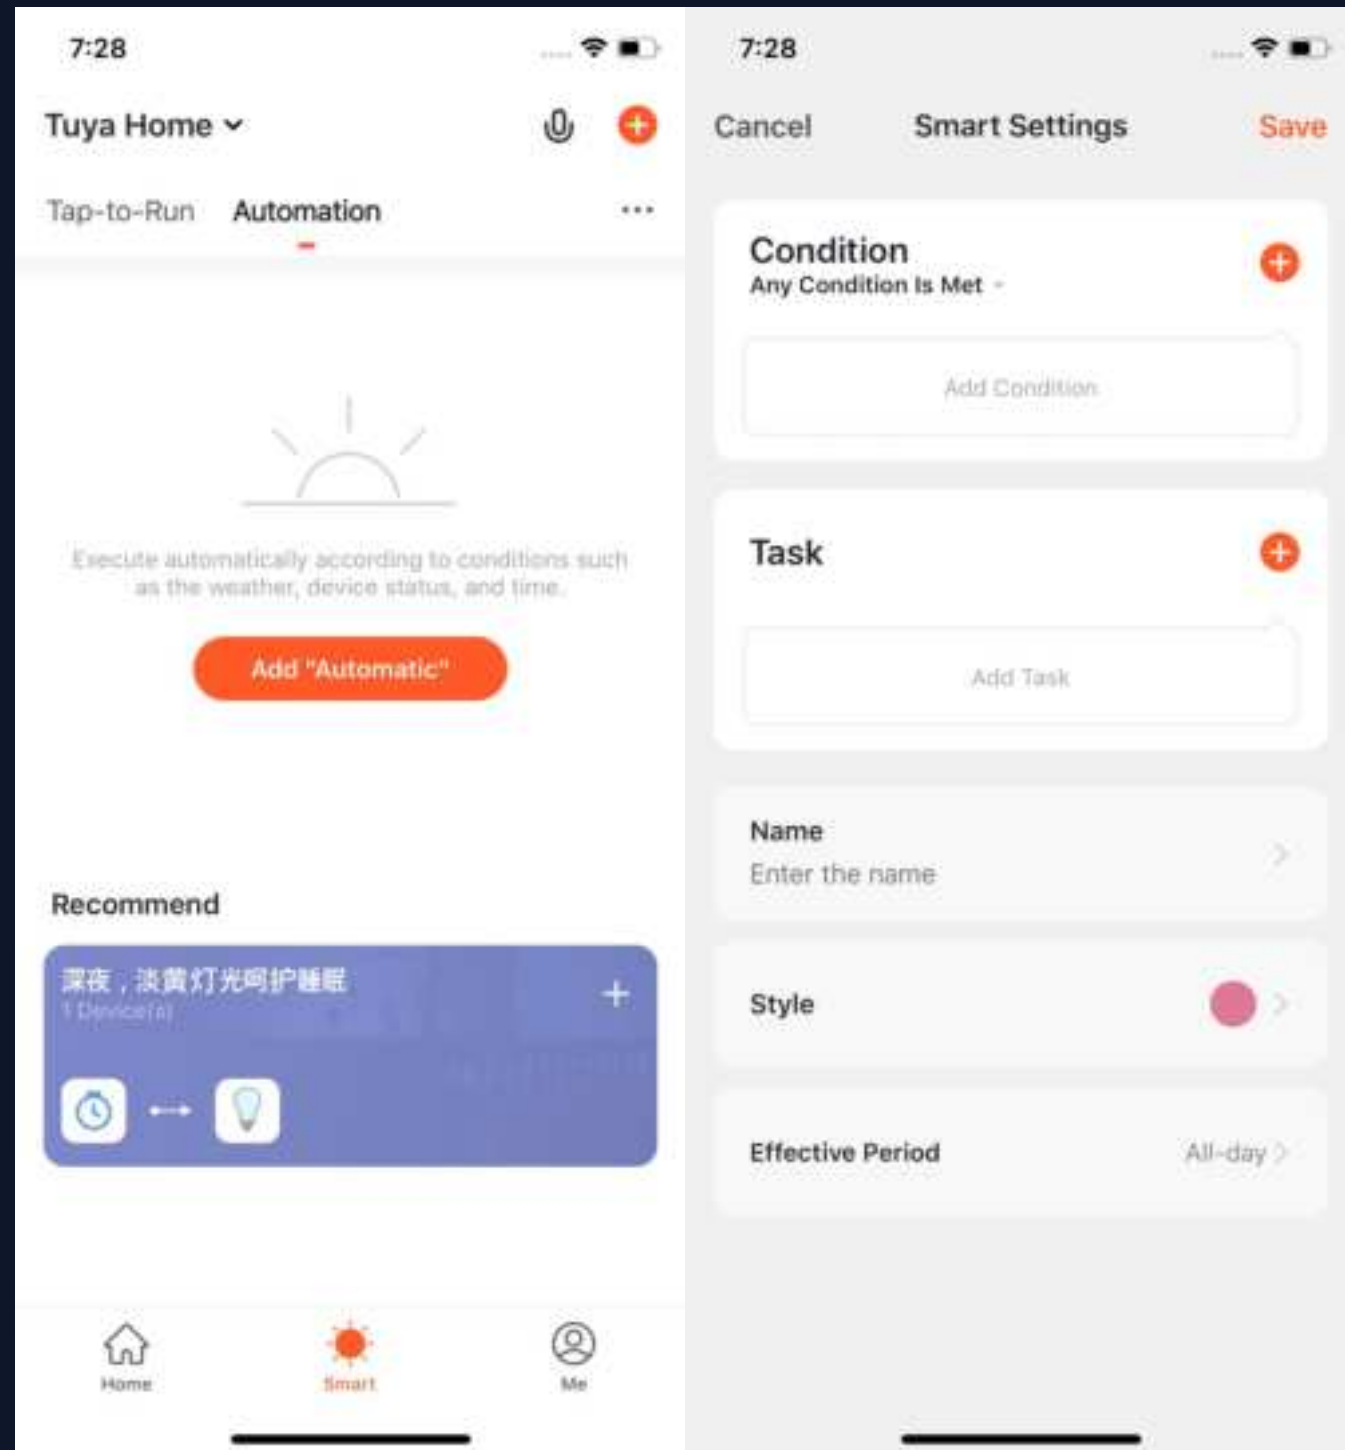 7:28
Tuya Home
Tap-to-Run Automation
Execute automatically according to conditions such
as the weather, device status, and time.
Add "Automatic"
Recommend
深夜，淡黄灯光呵护睡眠
1 Device(s)
Home
Smart
Me
7:28
Cancel Smart Settings Save
Condition
Any Condition Is Met
Add Condition
Task
Add Task
Name
Enter the name
Style
Effective Period All-day